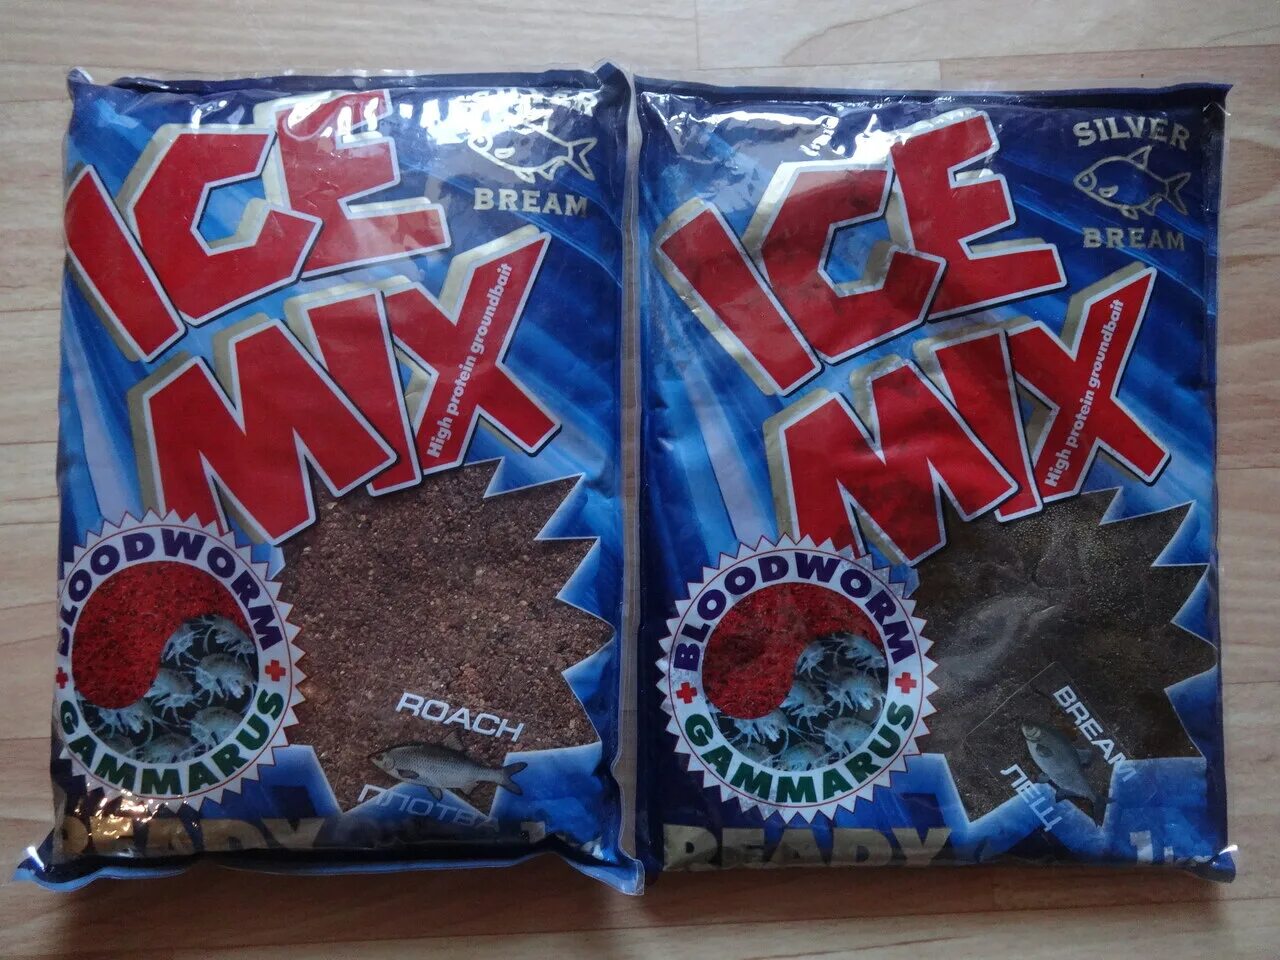 BREAM
ICE
MIX
High protein groundbait
BLOODWORM
GAMMARUS
ROACH
ПЛОТВА
READY
SILVER
BREAM
ICE
MIX
High protein groundbait
BLOODWORM
GAMMARUS
BREAM
ЛЕЩ
READY